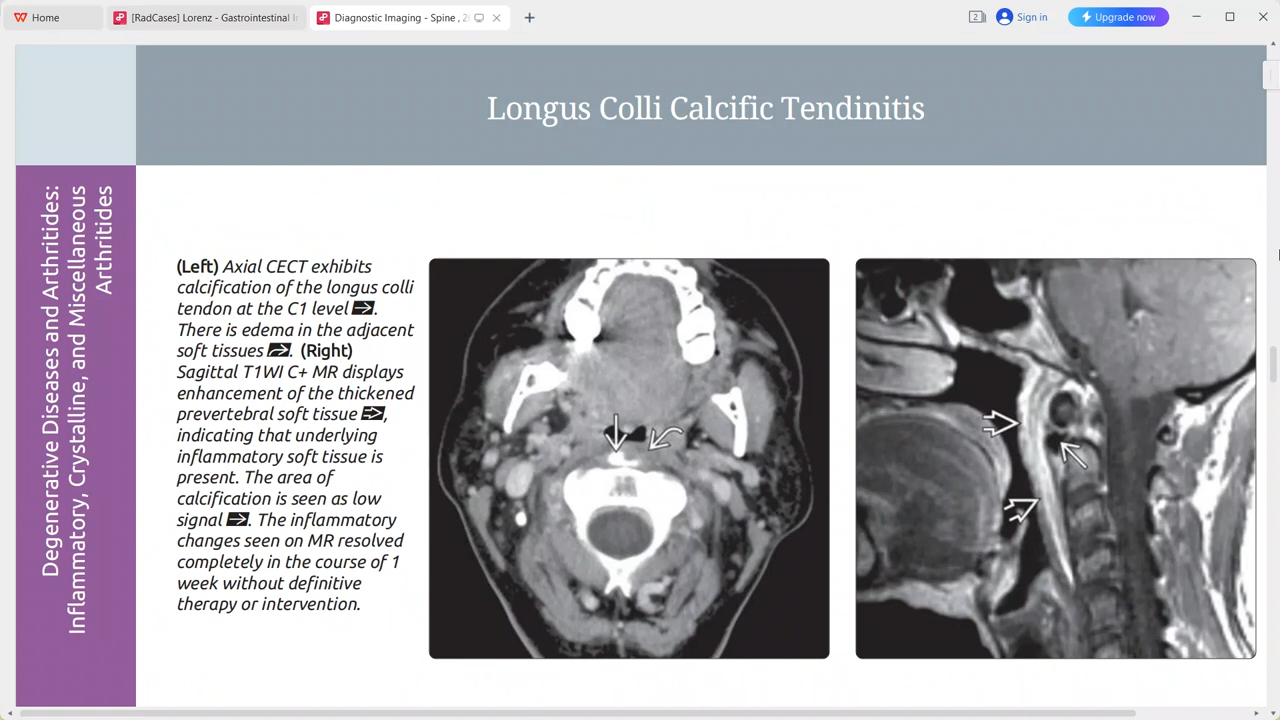 Home
[RadCases] Lorenz - Gastrointestinal I
Diagnostic Imaging - Spine , 2
2
Sign in
Upgrade now
Longus Colli Calcific Tendinitis
Degenerative Diseases and Arthritides:
Inflammatory, Crystalline, and Miscellaneous
Arthritides
(Left) Axial CECT exhibits
calcification of the longus colli
tendon at the C1 level ➡.
There is edema in the adjacent
soft tissues ➡. (Right)
Sagittal T1WI C+ MR displays
enhancement of the thickened
prevertebral soft tissue ➡,
indicating that underlying
inflammatory soft tissue is
present. The area of
calcification is seen as low
signal ➡. The inflammatory
changes seen on MR resolved
completely in the course of 1
week without definitive
therapy or intervention.